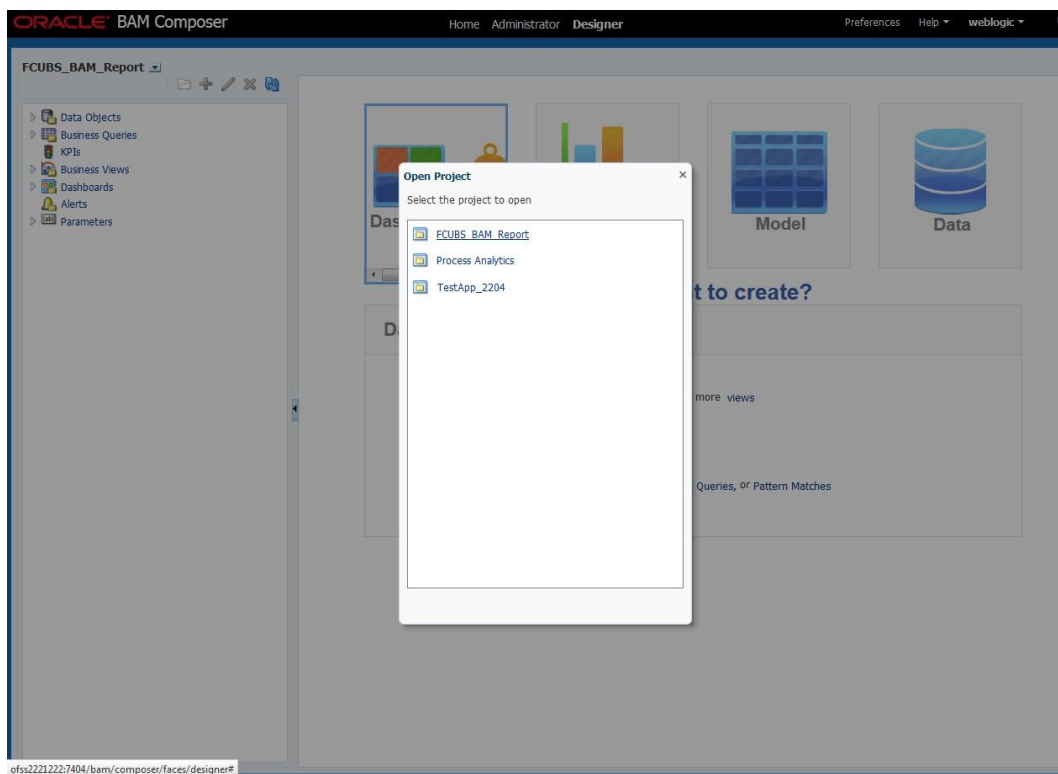 ORACLE® BAM Composer
Home Administrator Designer
Preferences Help weblogic
FCUBS_BAM_Report
Data Objects
Business Queries
KPIs
Business Views
Dashboards
Alerts
Parameters
Das
Model
Data
Open Project
Select the project to open
FCUBS_BAM_Report
Process Analytics
TestApp_2204
t to create?
D
more views
Queries, or Pattern Matches
ofss2221222:7404/bam/composer/faces/designer#